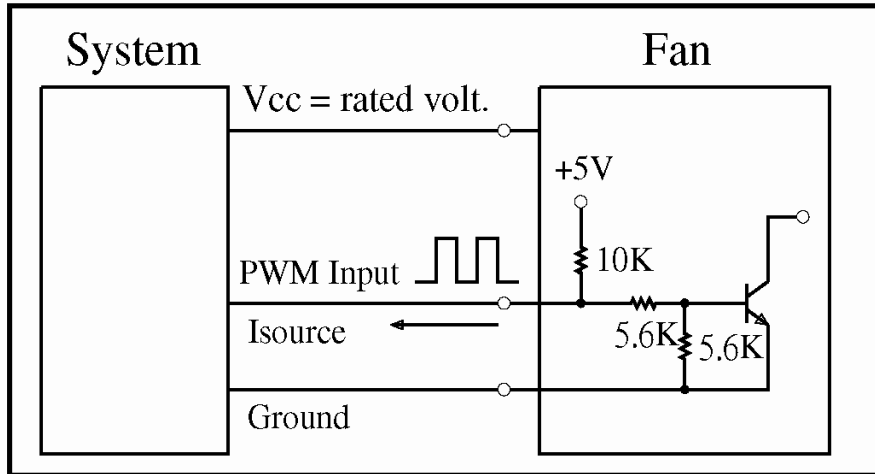 System
Fan
Vcc = rated volt.
+5V
10K
PWM Input
5.6K
5.6K
Isource
Ground